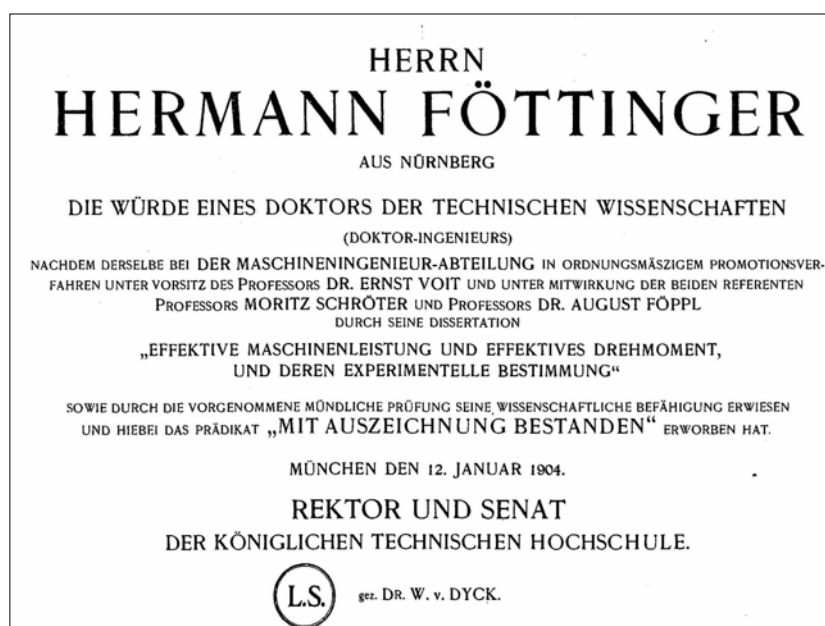 HERRN
HERMANN FÖTTINGER
AUS NÜRNBERG
DIE WÜRDE EINES DOKTORS DER TECHNISCHEN WISSENSCHAFTEN
(DOKTOR-INGENIEURS)
NACHDEM DERSELBE BEI DER MASCHINENINGENIEUR-ABTEILUNG IN ORDNUNGSMÄSZIGEM PROMOTIONSVER-
FAHREN UNTER VORSITZ DES PROFESSORS DR. ERNST VOIT UND UNTER MITWIRKUNG DER BEIDEN REFERENTEN
PROFESSORS MORITZ SCHRÖTER UND PROFESSORS DR. AUGUST FÖPPL
DURCH SEINE DISSERTATION
„EFFEKTIVE MASCHINENLEISTUNG UND EFFEKTIVES DREHMOMENT,
UND DEREN EXPERIMENTELLE BESTIMMUNG“
SOWIE DURCH DIE VORGENOMMENE MÜNDLICHE PRÜFUNG SEINE WISSENSCHAFTLICHE BEFÄHIGUNG ERWIESEN
UND HIEBEI DAS PRÄDIKAT „MIT AUSZEICHNUNG BESTANDEN“ ERWORBEN HAT.
MÜNCHEN DEN 12. JANUAR 1904.
REKTOR UND SENAT
DER KÖNIGLICHEN TECHNISCHEN HOCHSCHULE.
L.S. gez. DR. W. v. DYCK.